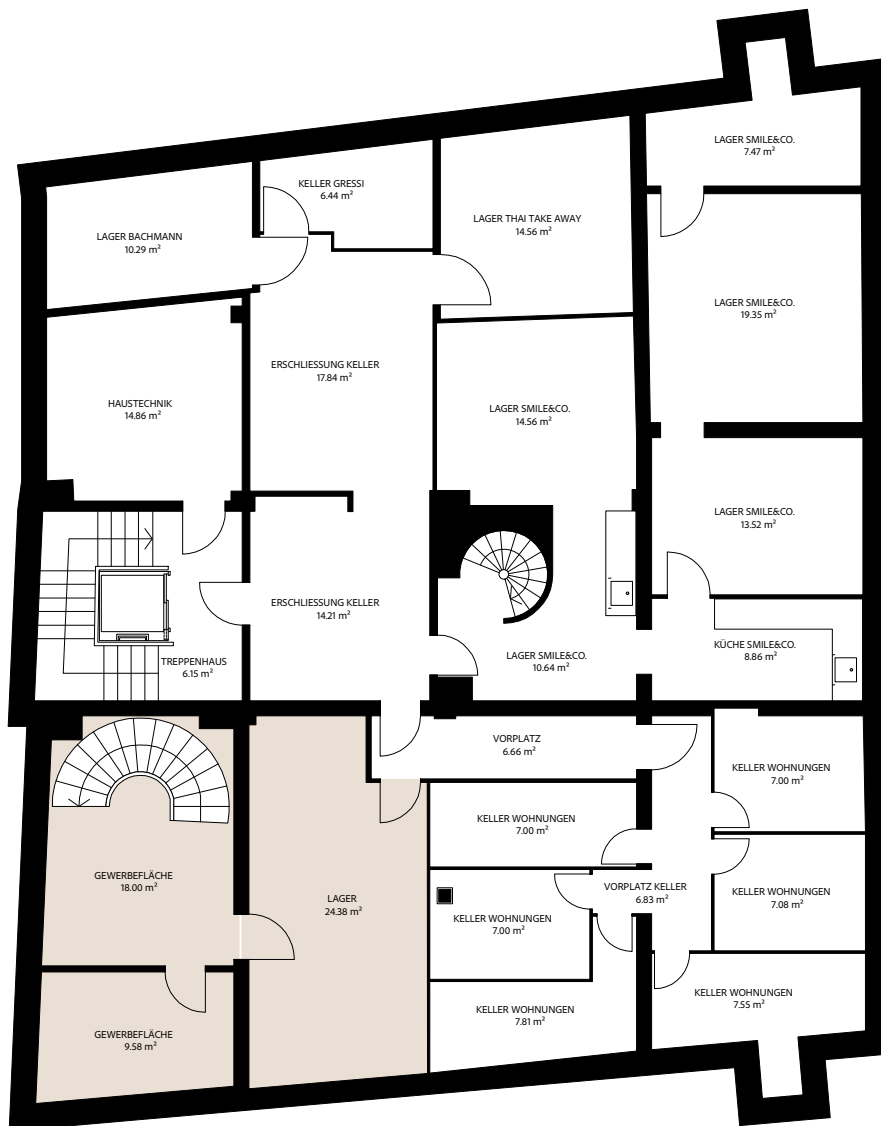 LAGER SMILE&CO.
7.47 m²
KELLER GRESSI
6.44 m²
LAGER THAI TAKE AWAY
14.56 m²
LAGER BACHMANN
10.29 m²
LAGER SMILE&CO.
19.35 m²
ERSCHLIESSUNG KELLER
17.84 m²
HAUSTECHNIK
14.86 m²
LAGER SMILE&CO.
14.56 m²
LAGER SMILE&CO.
13.52 m²
ERSCHLIESSUNG KELLER
14.21 m²
TREPPENHAUS
6.15 m²
LAGER SMILE&CO.
10.64 m²
KÜCHE SMILE&CO.
8.86 m²
VORPLATZ
6.66 m²
KELLER WOHNUNGEN
7.00 m²
KELLER WOHNUNGEN
7.00 m²
GEWERBEFLÄCHE
18.00 m²
LAGER
24.38 m²
VORPLATZ KELLER
6.83 m²
KELLER WOHNUNGEN
7.08 m²
KELLER WOHNUNGEN
7.00 m²
KELLER WOHNUNGEN
7.55 m²
KELLER WOHNUNGEN
7.81 m²
GEWERBEFLÄCHE
9.58 m²